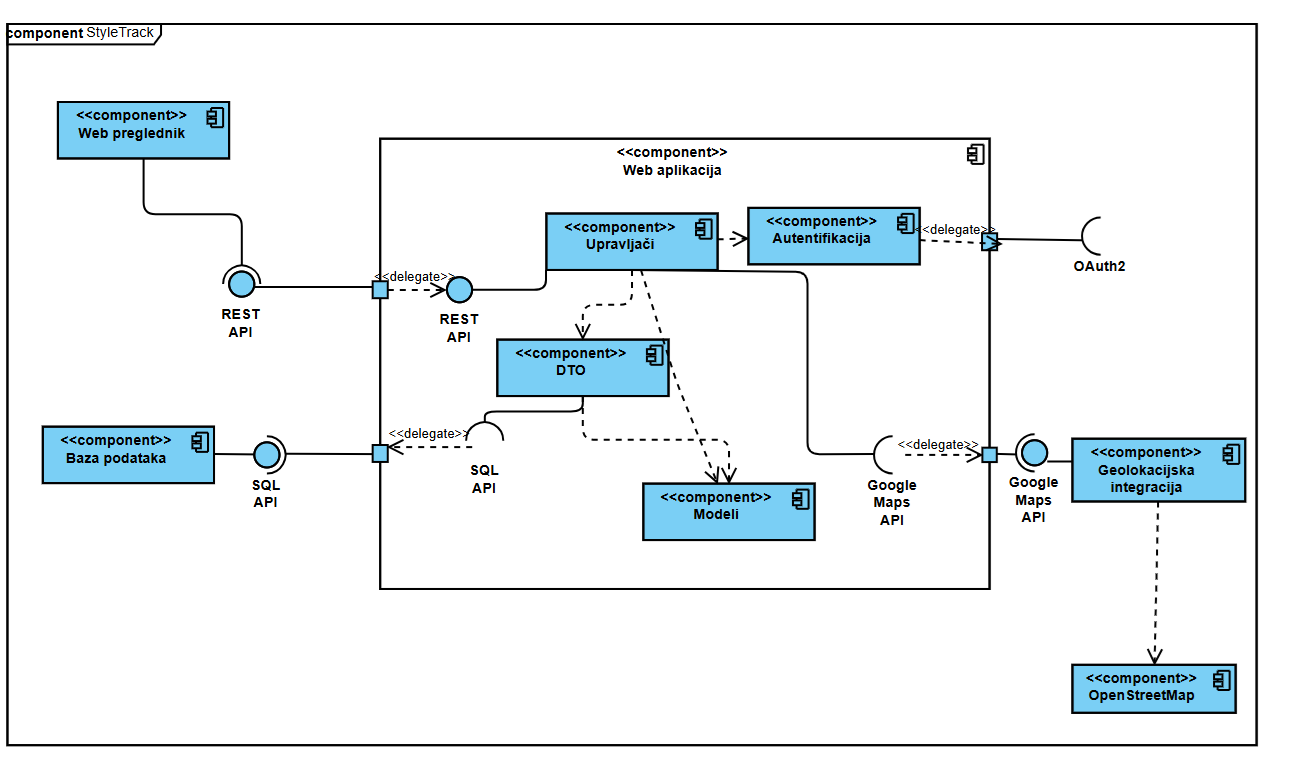 component StyleTrack
<<component>>
Web preglednik
<<component>>
Web aplikacija
<<component>>
Upravljači
<<component>>
Autentifikacija
<<delegate>>
OAuth2
<<delegate>>
REST
API
REST
API
<<component>>
DTO
<<component>>
Baza podataka
SQL
API
<<delegate>>
SQL
API
<<component>>
Modeli
<<delegate>>
Google
Maps
API
Google
Maps
API
<<component>>
Geolokacijska
integracija
<<component>>
OpenStreetMap